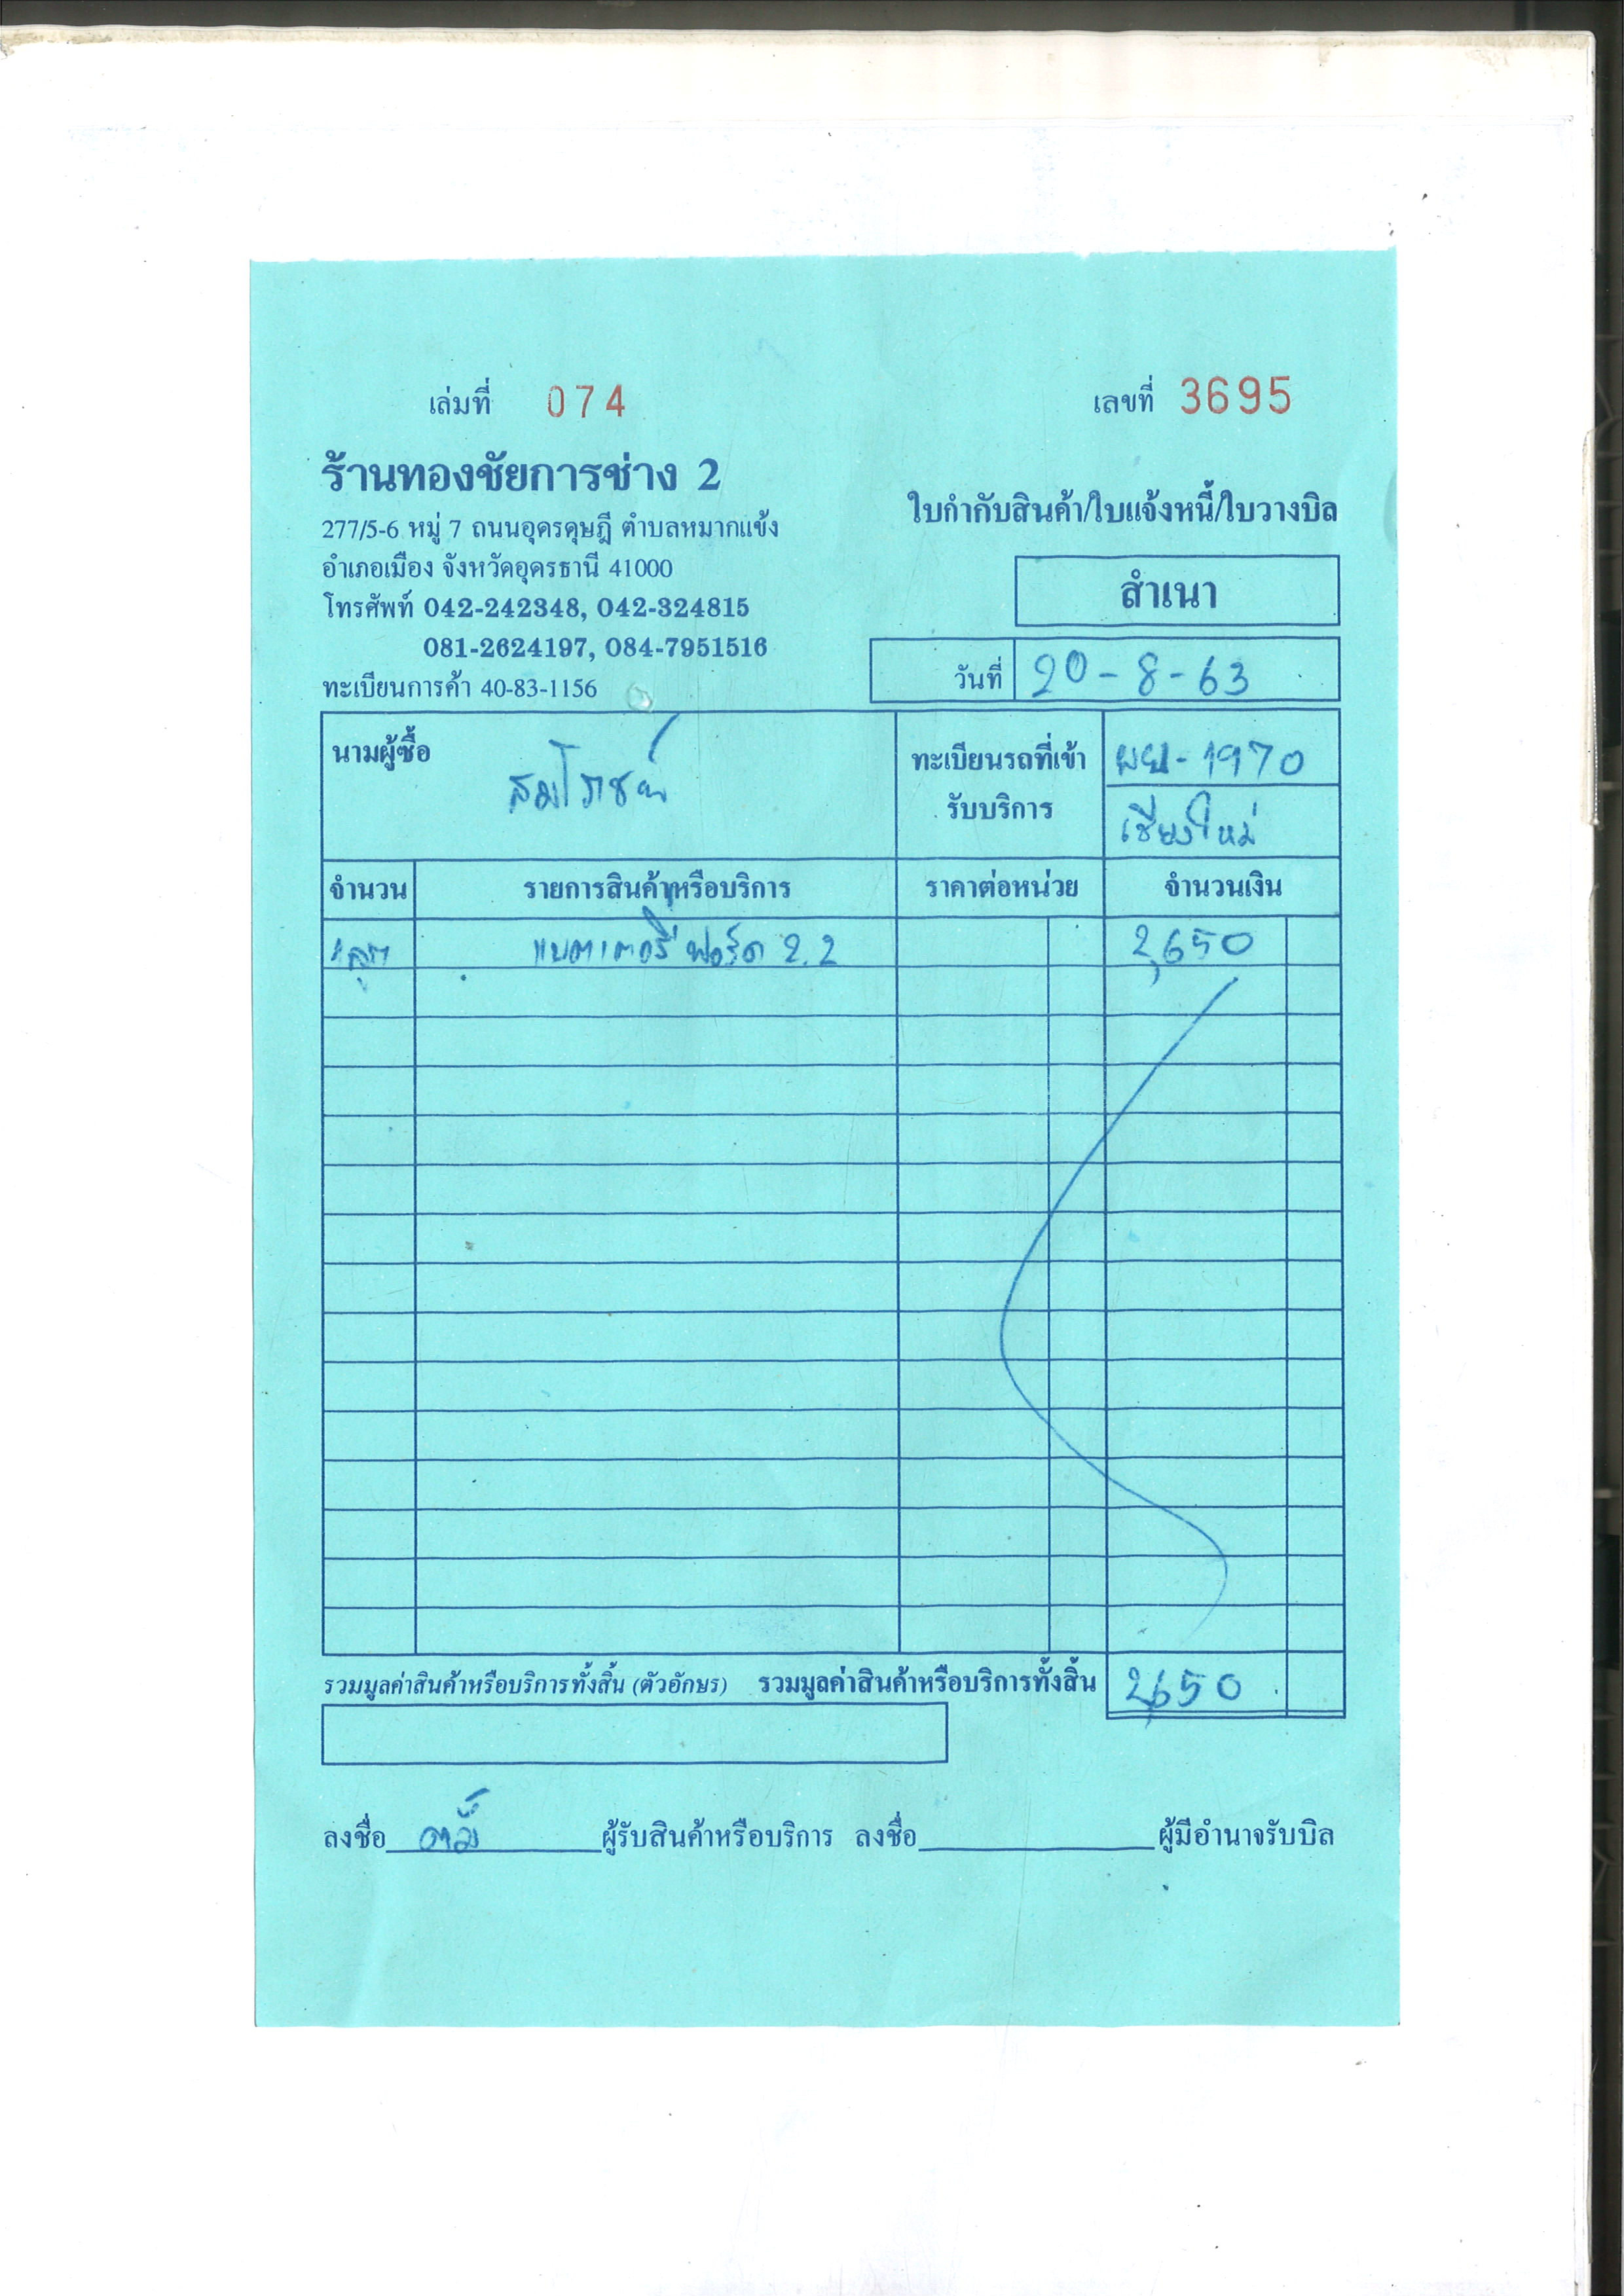 เล่มที่ 074 เลขที่ 3695
ร้านทองชัยการช่าง 2
ใบกำกับสินค้า/ใบแจ้งหนี้/ใบวางบิล
277/5-6 หมู่ 7 ถนนอุดรดุษฎี ตำบลหมากแข้ง
อำเภอเมือง จังหวัดอุดรธานี 41000
สำเนา
โทรศัพท์ 042-242348, 042-324815
081-2624197, 084-7951516
วันที่ 20-8-63
ทะเบียนการค้า 40-83-1156
นามผู้ซื้อ สมโภชน์ ทะเบียนรถที่เข้า ผย-1970
รับบริการ เชียงใหม่
จำนวน รายการสินค้าหรือบริการ ราคาต่อหน่วย จำนวนเงิน
1ลูก แบตเตอรี่ ฟอร์ด 2.2 2,650
รวมมูลค่าสินค้าหรือบริการทั้งสิ้น (ตัวอักษร) รวมมูลค่าสินค้าหรือบริการทั้งสิ้น 2,650
ลงชื่อ ผู้รับสินค้าหรือบริการ ลงชื่อ ผู้มีอำนาจรับบิล